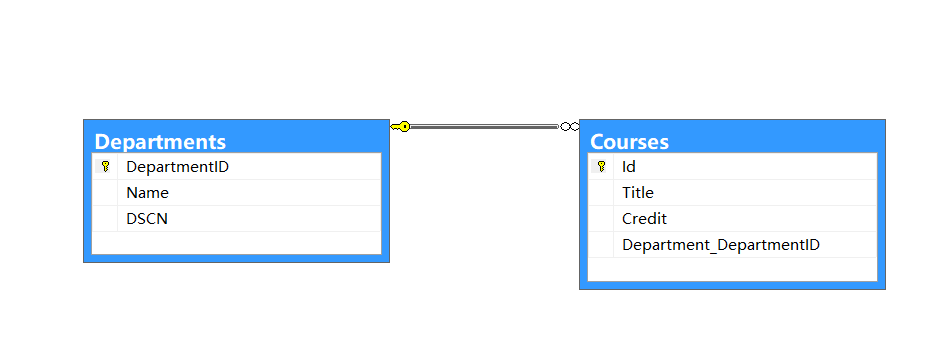 Departments
DepartmentID
Name
DSCN
Courses
Id
Title
Credit
Department_DepartmentID